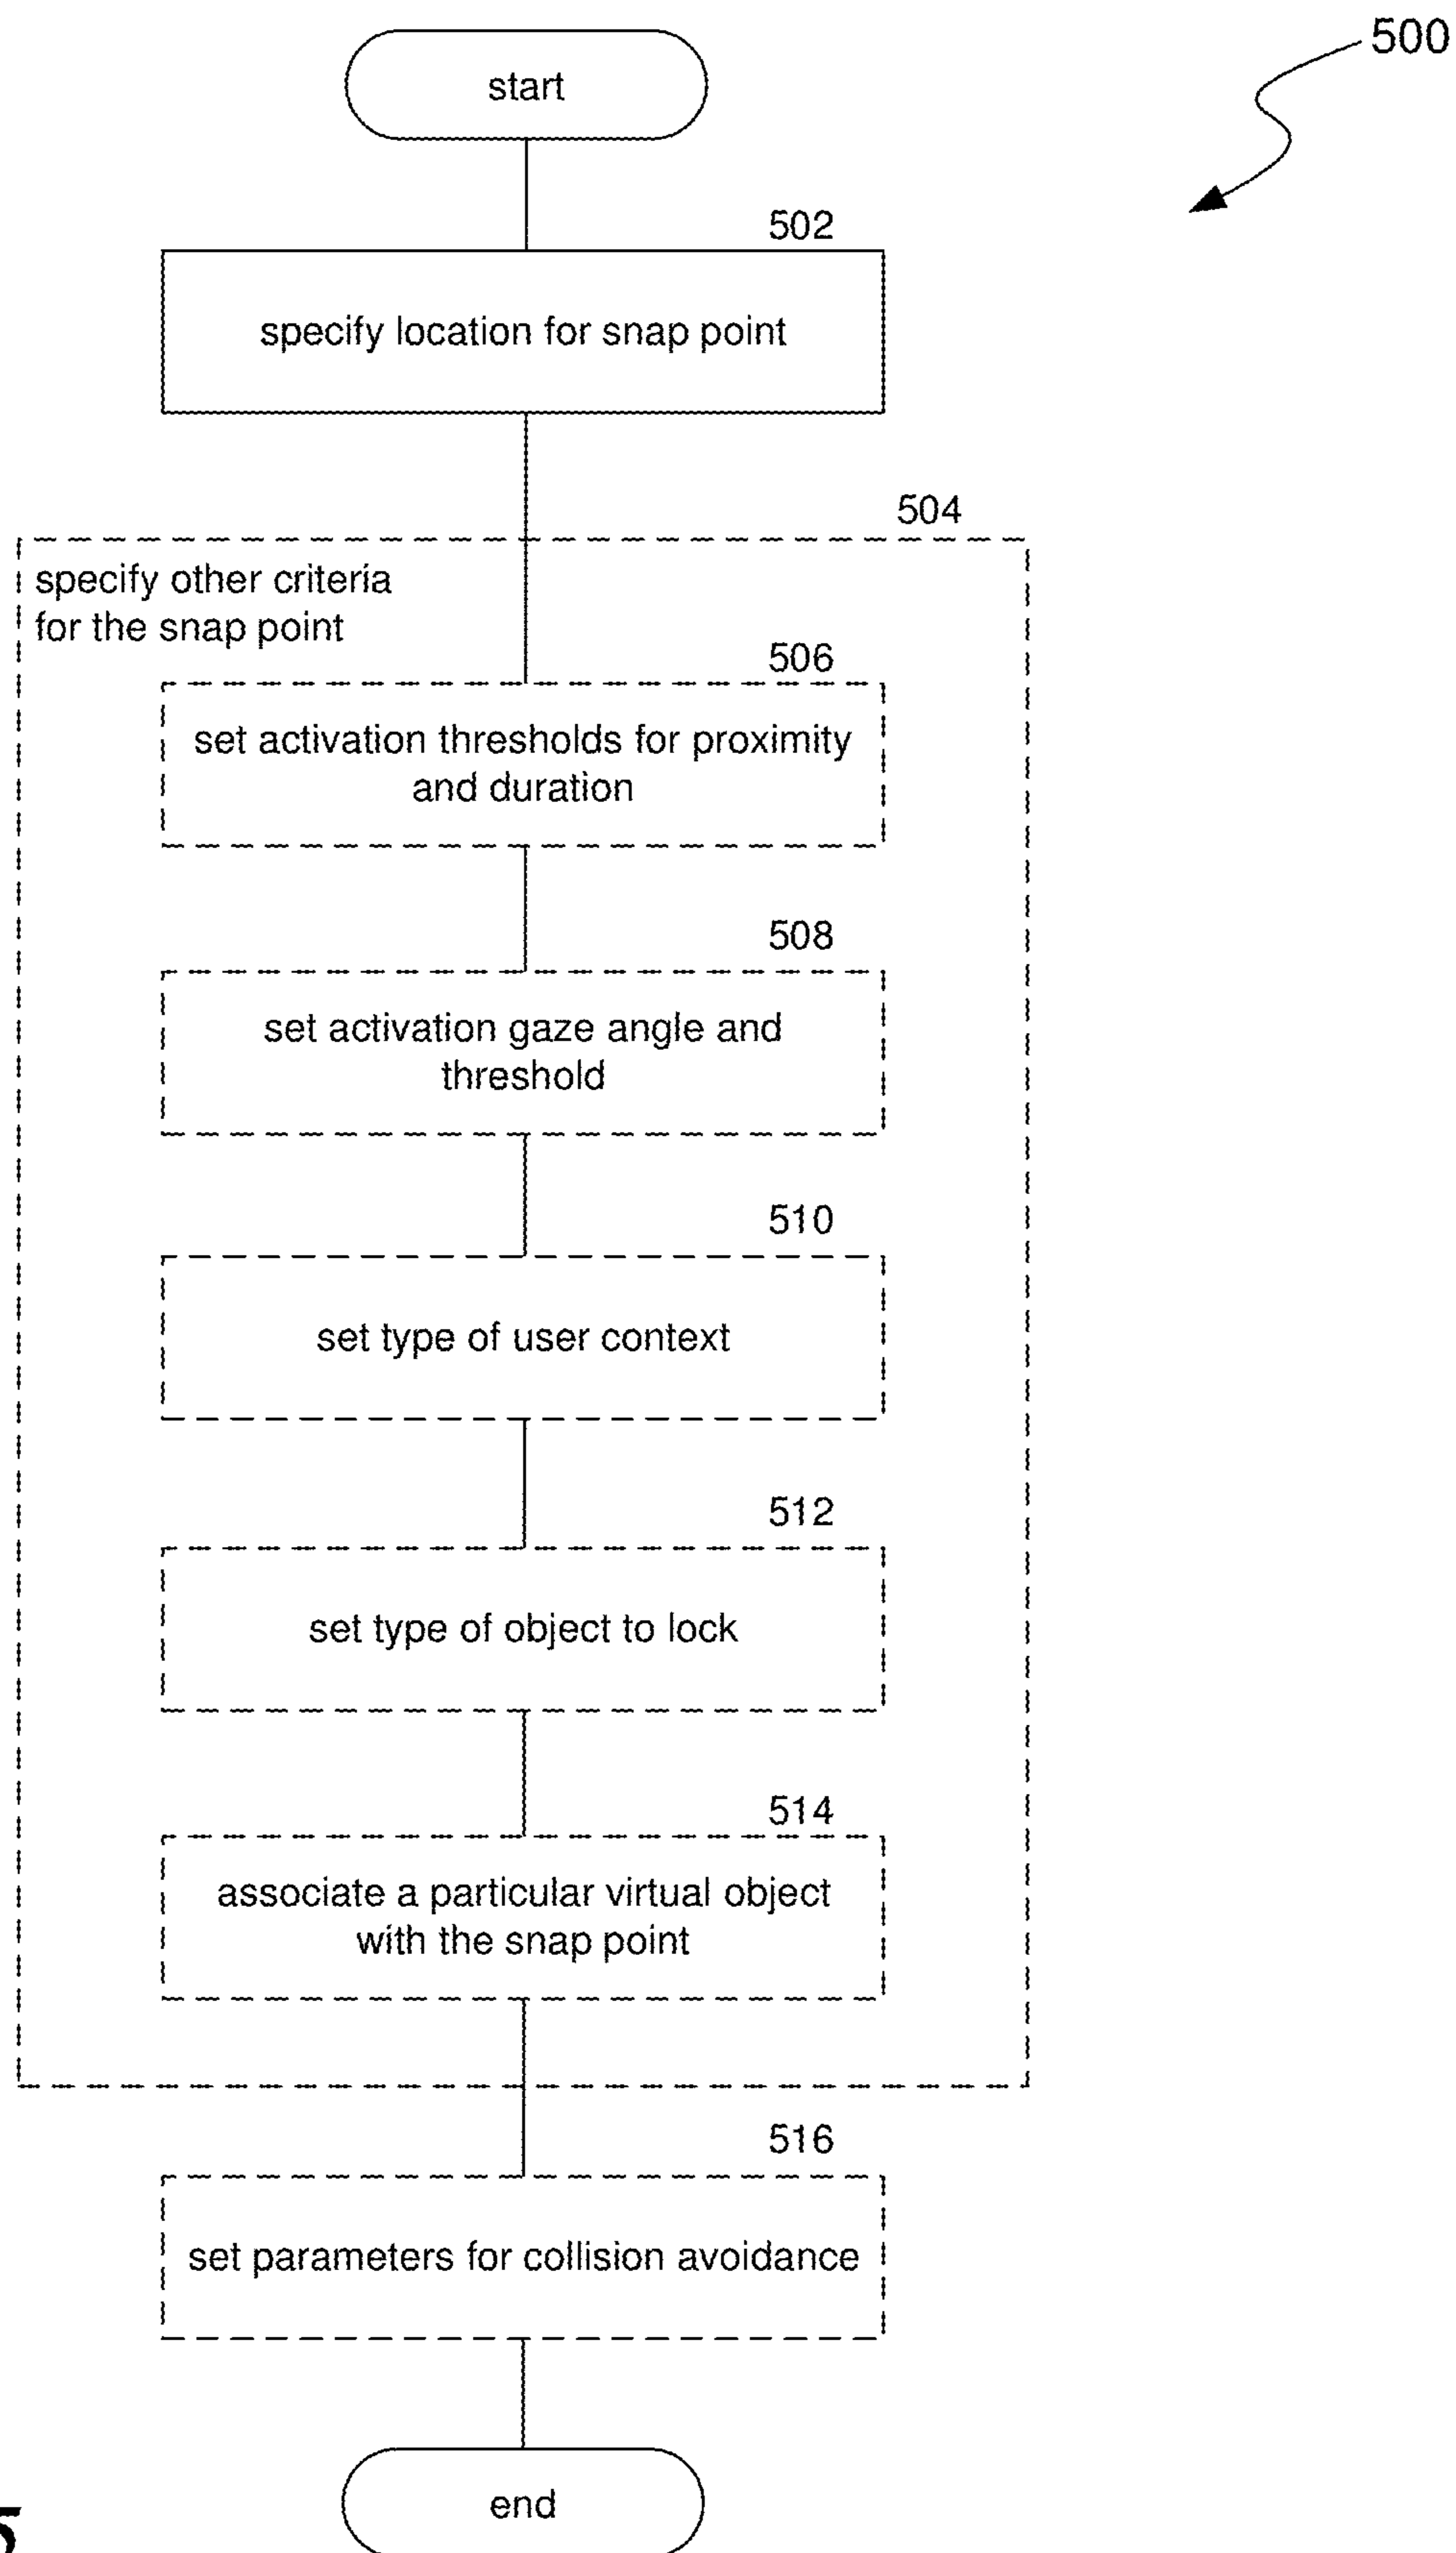 500
start
502
specify location for snap point
504
specify other criteria
for the snap point
506
set activation thresholds for proximity
and duration
508
set activation gaze angle and
threshold
510
set type of user context
512
set type of object to lock
514
associate a particular virtual object
with the snap point
516
set parameters for collision avoidance
end